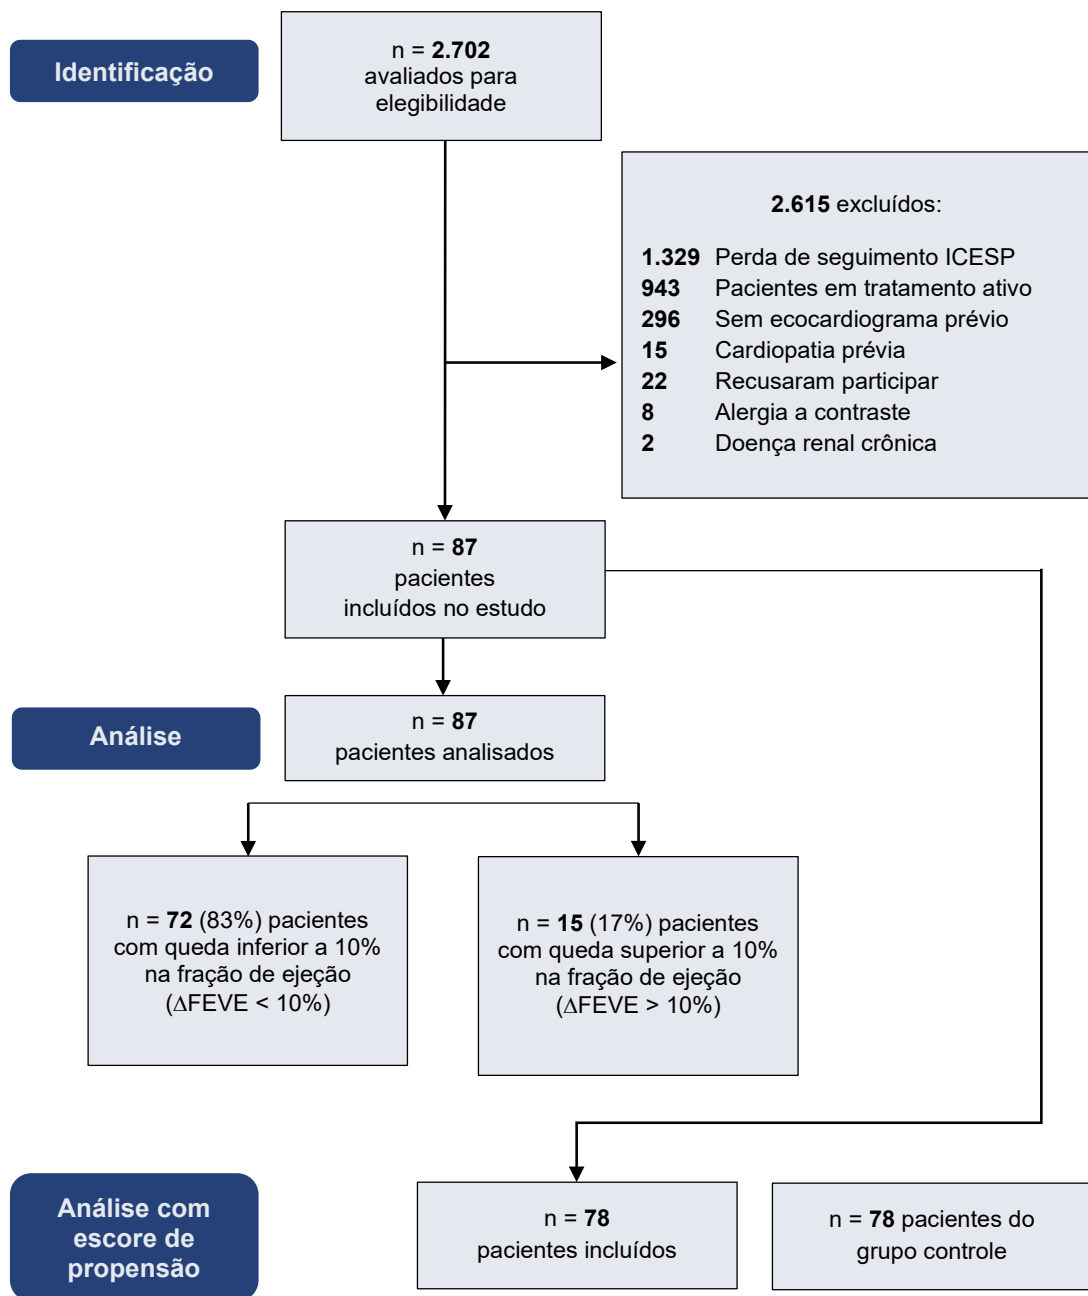 Identificação
n = 2.702
avaliados para
elegibilidade
2.615 excluídos:
1.329 Perda de seguimento ICESP
943 Pacientes em tratamento ativo
296 Sem ecocardiograma prévio
15 Cardiopatia prévia
22 Recusaram participar
8 Alergia a contraste
2 Doença renal crônica
n = 87
pacientes
incluídos no estudo
Análise
n = 87
pacientes analisados
n = 72 (83%) pacientes
com queda inferior a 10%
na fração de ejeção
(ΔFEVE < 10%)
n = 15 (17%) pacientes
com queda superior a 10%
na fração de ejeção
(ΔFEVE > 10%)
Análise com
escore de
propensão
n = 78
pacientes incluídos
n = 78 pacientes do
grupo controle